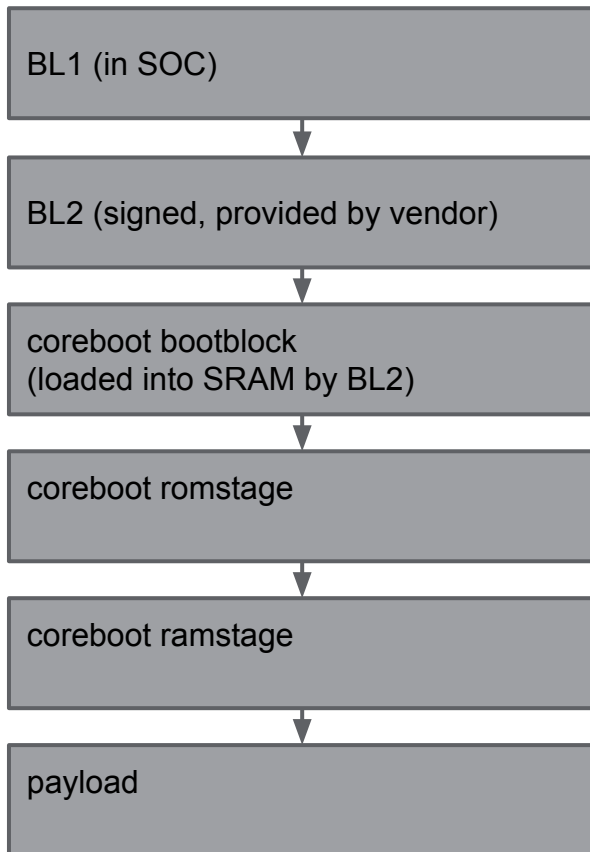 BL1 (in SOC)
BL2 (signed, provided by vendor)
coreboot bootblock
(loaded into SRAM by BL2)
coreboot romstage
coreboot ramstage
payload